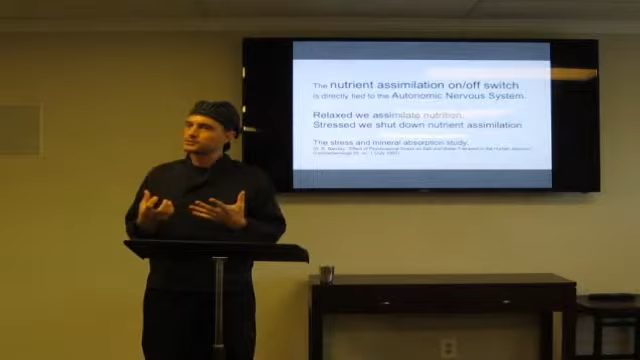 The nutrient assimilation on/off switch
is directly tied to the Autonomic Nervous System.
Relaxed we assimilate nutrition.
Stressed we shut down nutrient assimilation
The stress and mineral absorption study.